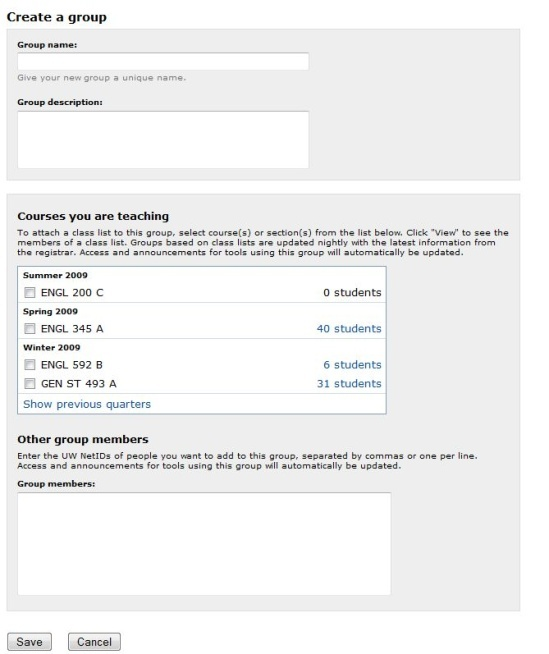 Create a group
Group name:
Give your new group a unique name.
Group description:
Courses you are teaching
To attach a class list to this group, select course(s) or section(s) from the list below. Click "View" to see the
members of a class list. Groups based on class lists are updated nightly with the latest information from
the registrar. Access and announcements for tools using this group will automatically be updated.
Summer 2009
ENGL 200 C 0 students
Spring 2009
ENGL 345 A 40 students
Winter 2009
ENGL 592 B 6 students
GEN ST 493 A 31 students
Show previous quarters
Other group members
Enter the UW NetIDs of people you want to add to this group, separated by commas or one per line.
Access and announcements for tools using this group will automatically be updated.
Group members:
Save Cancel